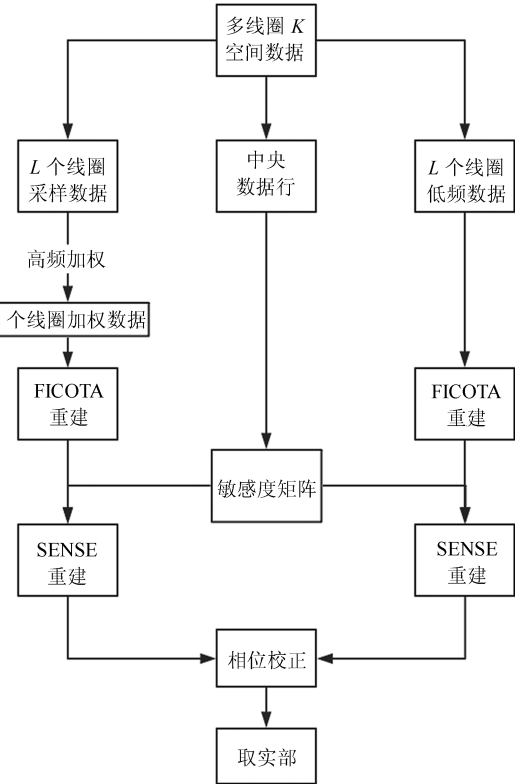 多线圈 K
空间数据
L 个线圈
采样数据
中央
数据行
L 个线圈
低频数据
高频加权
个线圈加权数据
FICOTA
重建
FICOTA
重建
敏感度矩阵
SENSE
重建
SENSE
重建
相位校正
取实部